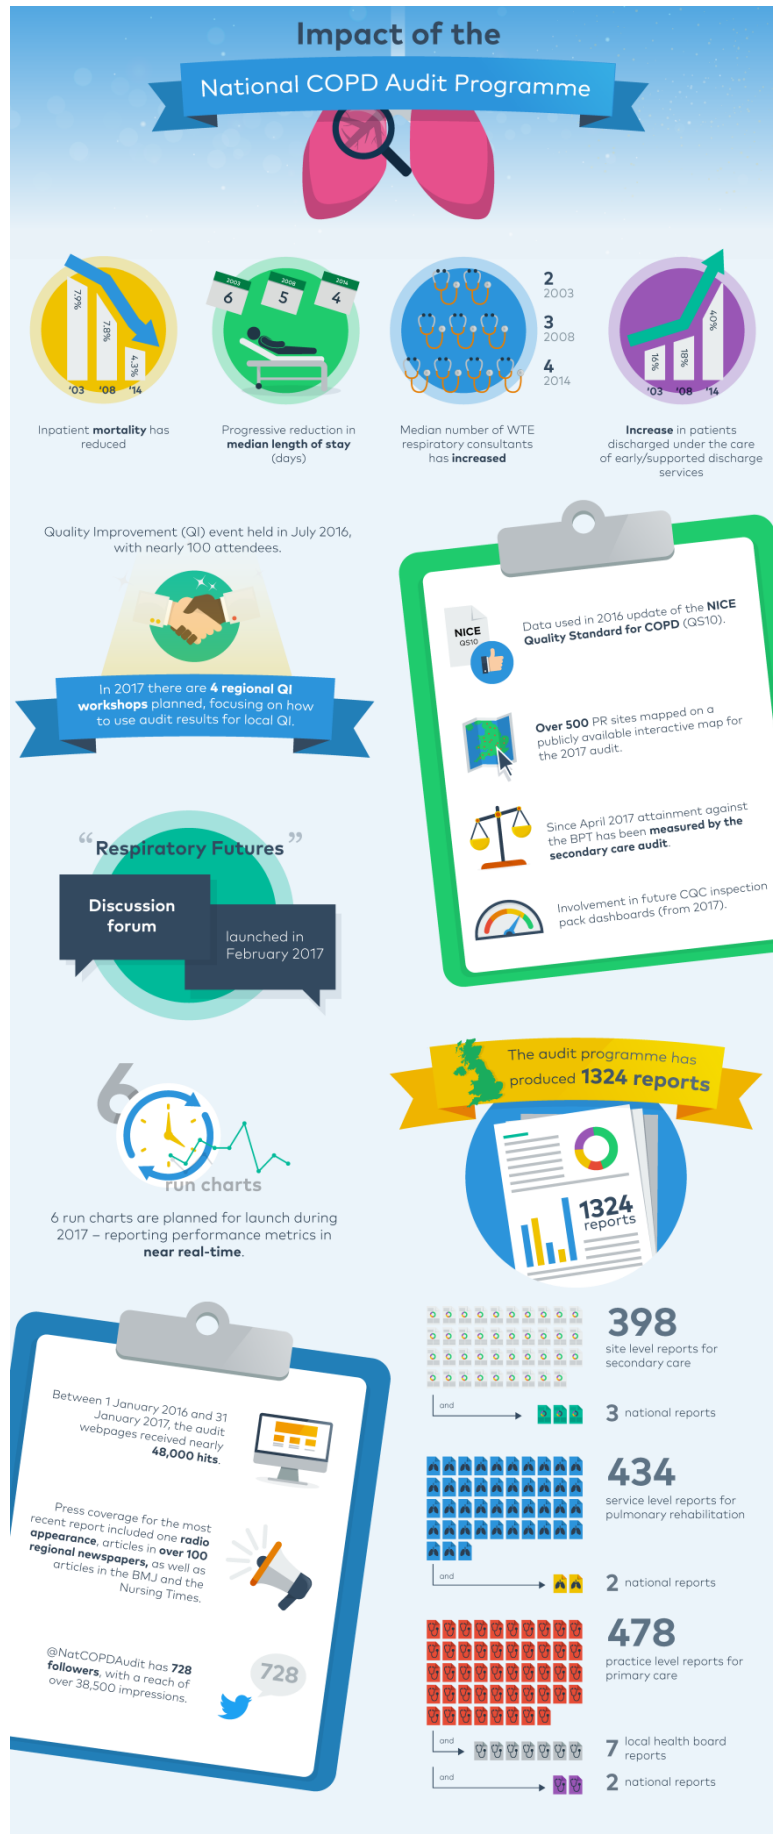 Impact of the
National COPD Audit Programme
7.9%
7.8%
4.3%
'03 '08 '14
Inpatient mortality has
reduced
2003
6
2008
5
2014
4
Progressive reduction in
median length of stay
(days)
2
2003
3
2008
4
2014
Median number of WTE
respiratory consultants
has increased
16%
18%
40%
'03 '08 '14
Increase in patients
discharged under the care
of early/supported discharge
services
Quality Improvement (QI) event held in July 2016,
with nearly 100 attendees.
In 2017 there are 4 regional QI
workshops planned, focusing on how
to use audit results for local QI.
NICE
QS10
Data used in 2016 update of the NICE
Quality Standard for COPD (QS10).
Over 500 PR sites mapped on a
publicly available interactive map for
the 2017 audit.
Since April 2017 attainment against
the BPT has been measured by the
secondary care audit.
Involvement in future CQC inspection
pack dashboards (from 2017).
“Respiratory Futures”
Discussion
forum
launched in
February 2017
6
run charts
6 run charts are planned for launch during
2017 – reporting performance metrics in
near real-time.
The audit programme has
produced 1324 reports
1324
reports
398
site level reports for
secondary care
and
3 national reports
434
service level reports for
pulmonary rehabilitation
and
2 national reports
478
practice level reports for
primary care
and
7 local health board
reports
and
2 national reports
Between 1 January 2016 and 31
January 2017, the audit
webpages received nearly
48,000 hits.
Press coverage for the most
recent report included one radio
appearance, articles in over 100
regional newspapers, as well as
articles in the BMJ and the
Nursing Times.
@NatCOPDAudit has 728
followers, with a reach of
over 38,500 impressions.
728